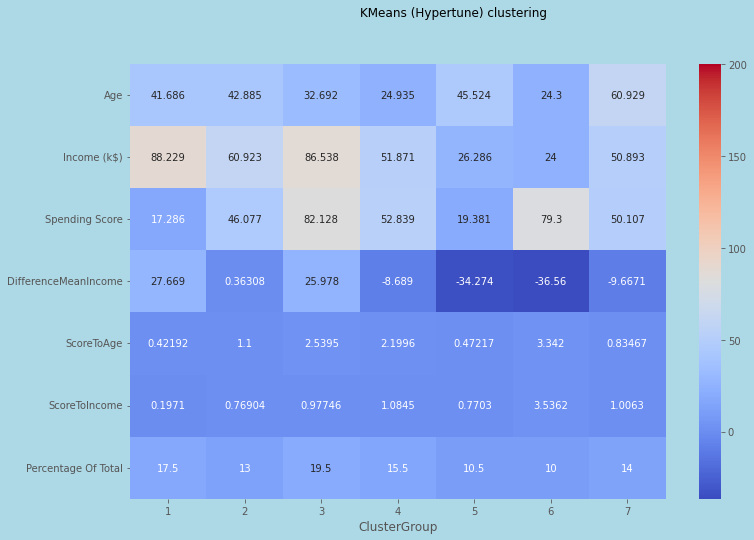 KMeans (Hypertune) clustering
Age 41.686 42.885 32.692 24.935 45.524 24.3 60.929
Income (k$) 88.229 60.923 86.538 51.871 26.286 24 50.893
Spending Score 17.286 46.077 82.128 52.839 19.381 79.3 50.107
DifferenceMeanIncome 27.669 0.36308 25.978 -8.689 -34.274 -36.56 -9.6671
ScoreToAge 0.42192 1.1 2.5395 2.1996 0.47217 3.342 0.83467
ScoreToIncome 0.1971 0.76904 0.97746 1.0845 0.7703 3.5362 1.0063
Percentage Of Total 17.5 13 19.5 15.5 10.5 10 14
1 2 3 4 5 6 7
ClusterGroup
200
150
100
50
0